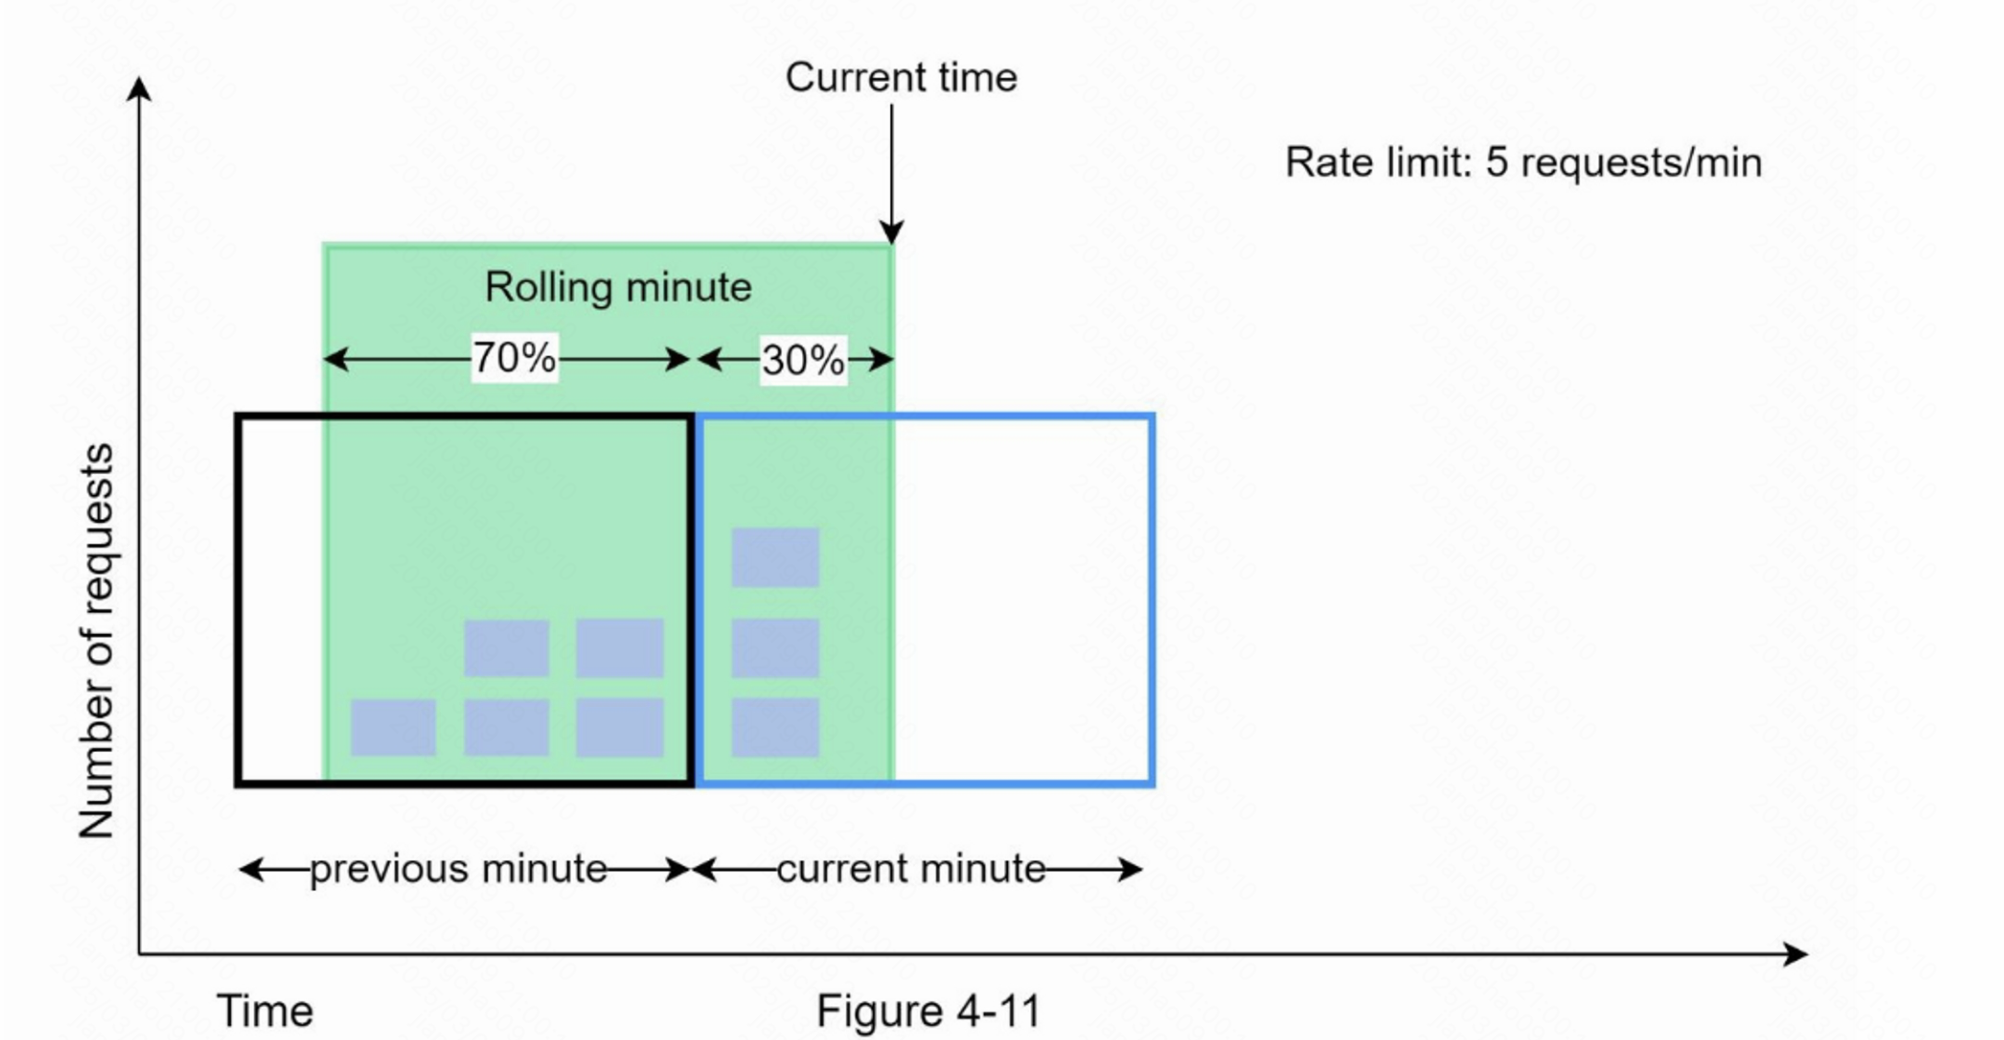 Current time
Rate limit: 5 requests/min
Rolling minute
70%
30%
Number of requests
previous minute
current minute
Time
Figure 4-11